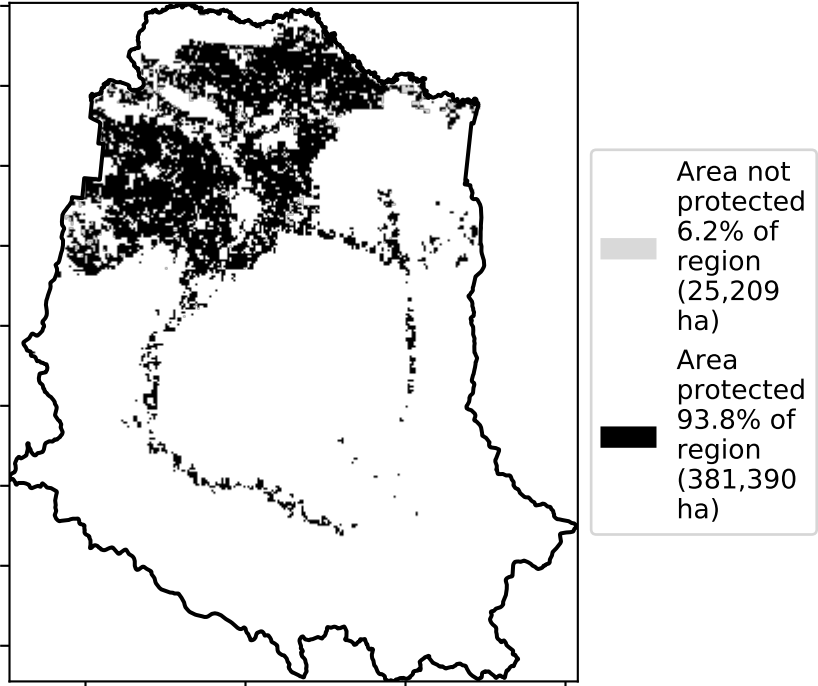 Area not
protected
6.2% of
region
(25,209
ha)
Area
protected
93.8% of
region
(381,390
ha)